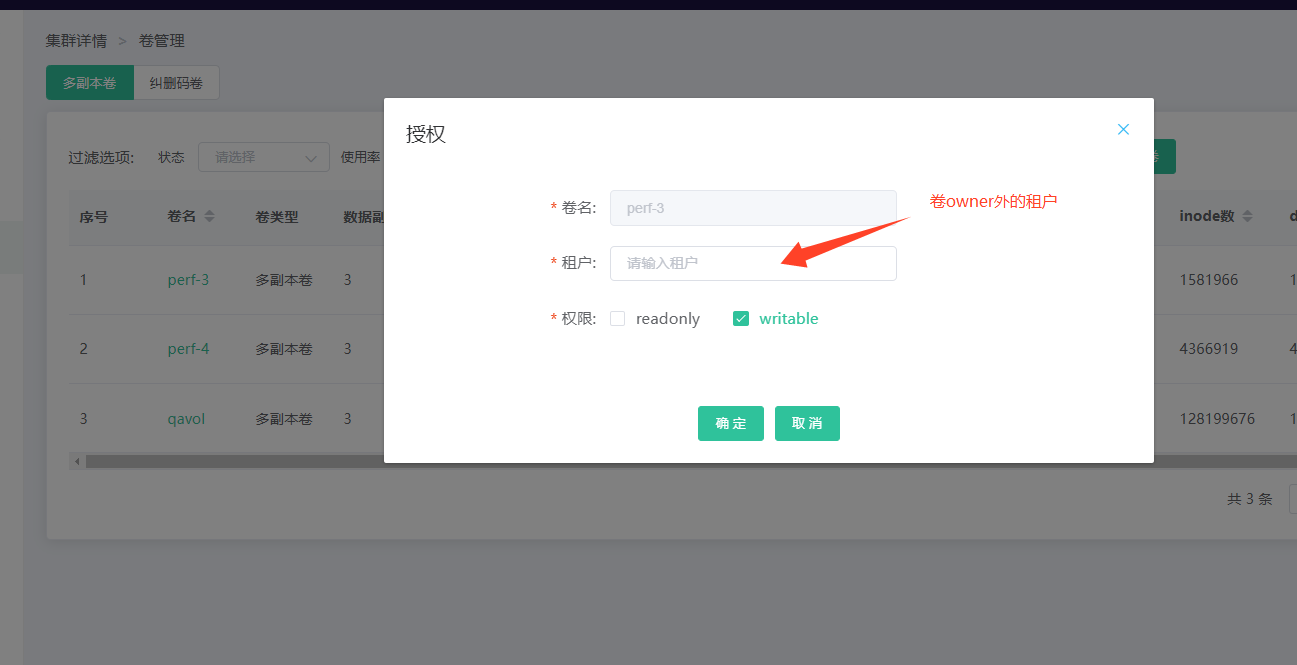 集群详情 > 卷管理
多副本卷 纠删码卷
授权
过滤选项: 状态 请选择 使用率
* 卷名: perf-3
卷owner外的租户
序号 卷名 卷类型 数据副 inode数
* 租户: 请输入租户
1 perf-3 多副本卷 3 1581966
* 权限: readonly writable
2 perf-4 多副本卷 3 4366919
3 qavol 多副本卷 3 128199676
确定 取消
共 3 条